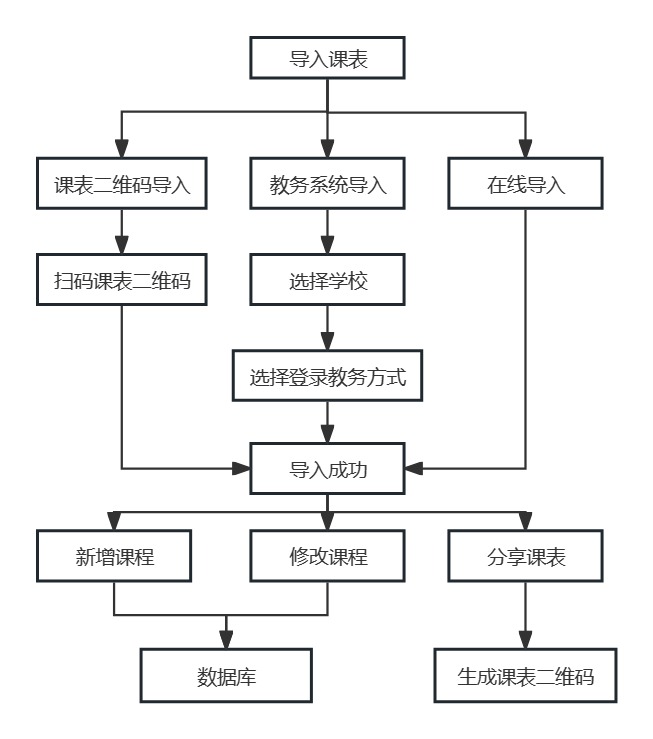 导入课表
课表二维码导入
教务系统导入
在线导入
扫码课表二维码
选择学校
选择登录教务方式
导入成功
新增课程
修改课程
分享课表
数据库
生成课表二维码